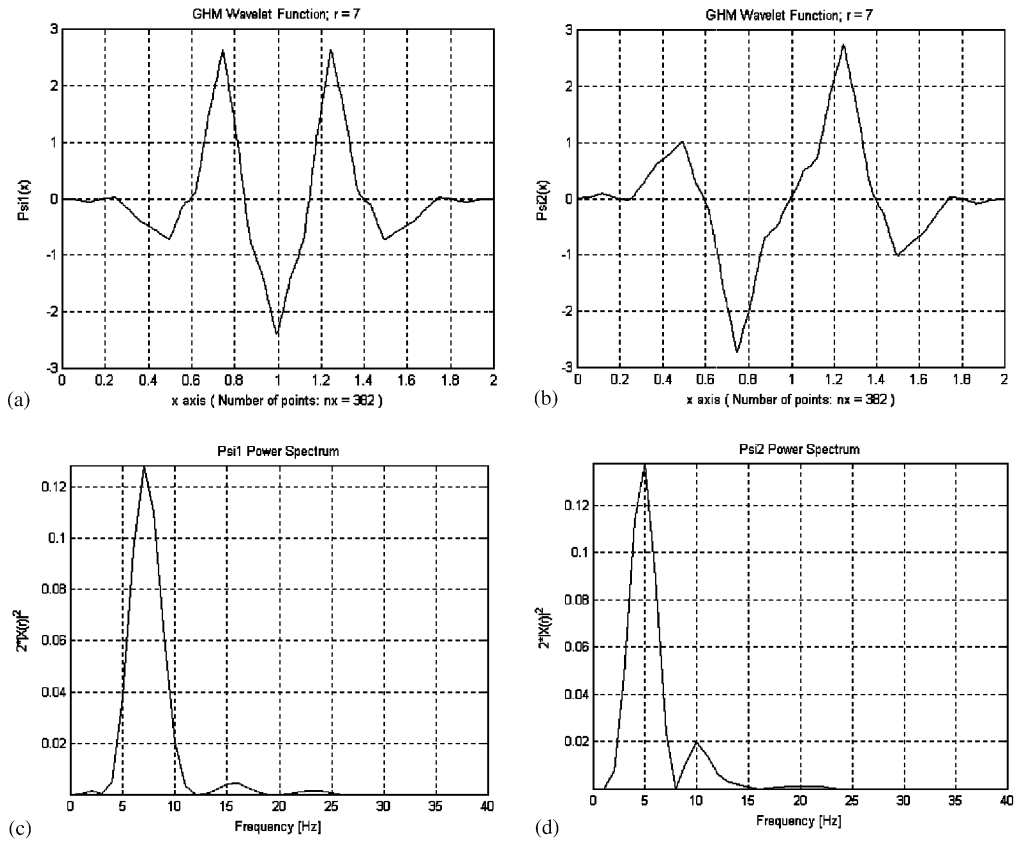 GHM Wavelet Function; r = 7
3
2
1
0
-1
-2
-3
Psi1(x)
0 0.2 0.4 0.6 0.8 1.0 1.2 1.4 1.6 1.8 2
x axis ( Number of points: nx = 382 )
(a)
GHM Wavelet Function; r = 7
3
2
1
0
-1
-2
-3
Psi2(x)
0 0.2 0.4 0.6 0.8 1.0 1.2 1.4 1.6 1.8 2
x axis ( Number of points: nx = 382 )
(b)
Psi1 Power Spectrum
0.12
0.1
0.08
0.06
0.04
0.02
2*|X(r)|²
0 5 10 15 20 25 30 35 40
Frequency [Hz]
(c)
Psi2 Power Spectrum
0.12
0.1
0.08
0.06
0.04
0.02
2*|X(r)|²
0 5 10 15 20 25 30 35 40
Frequency [Hz]
(d)